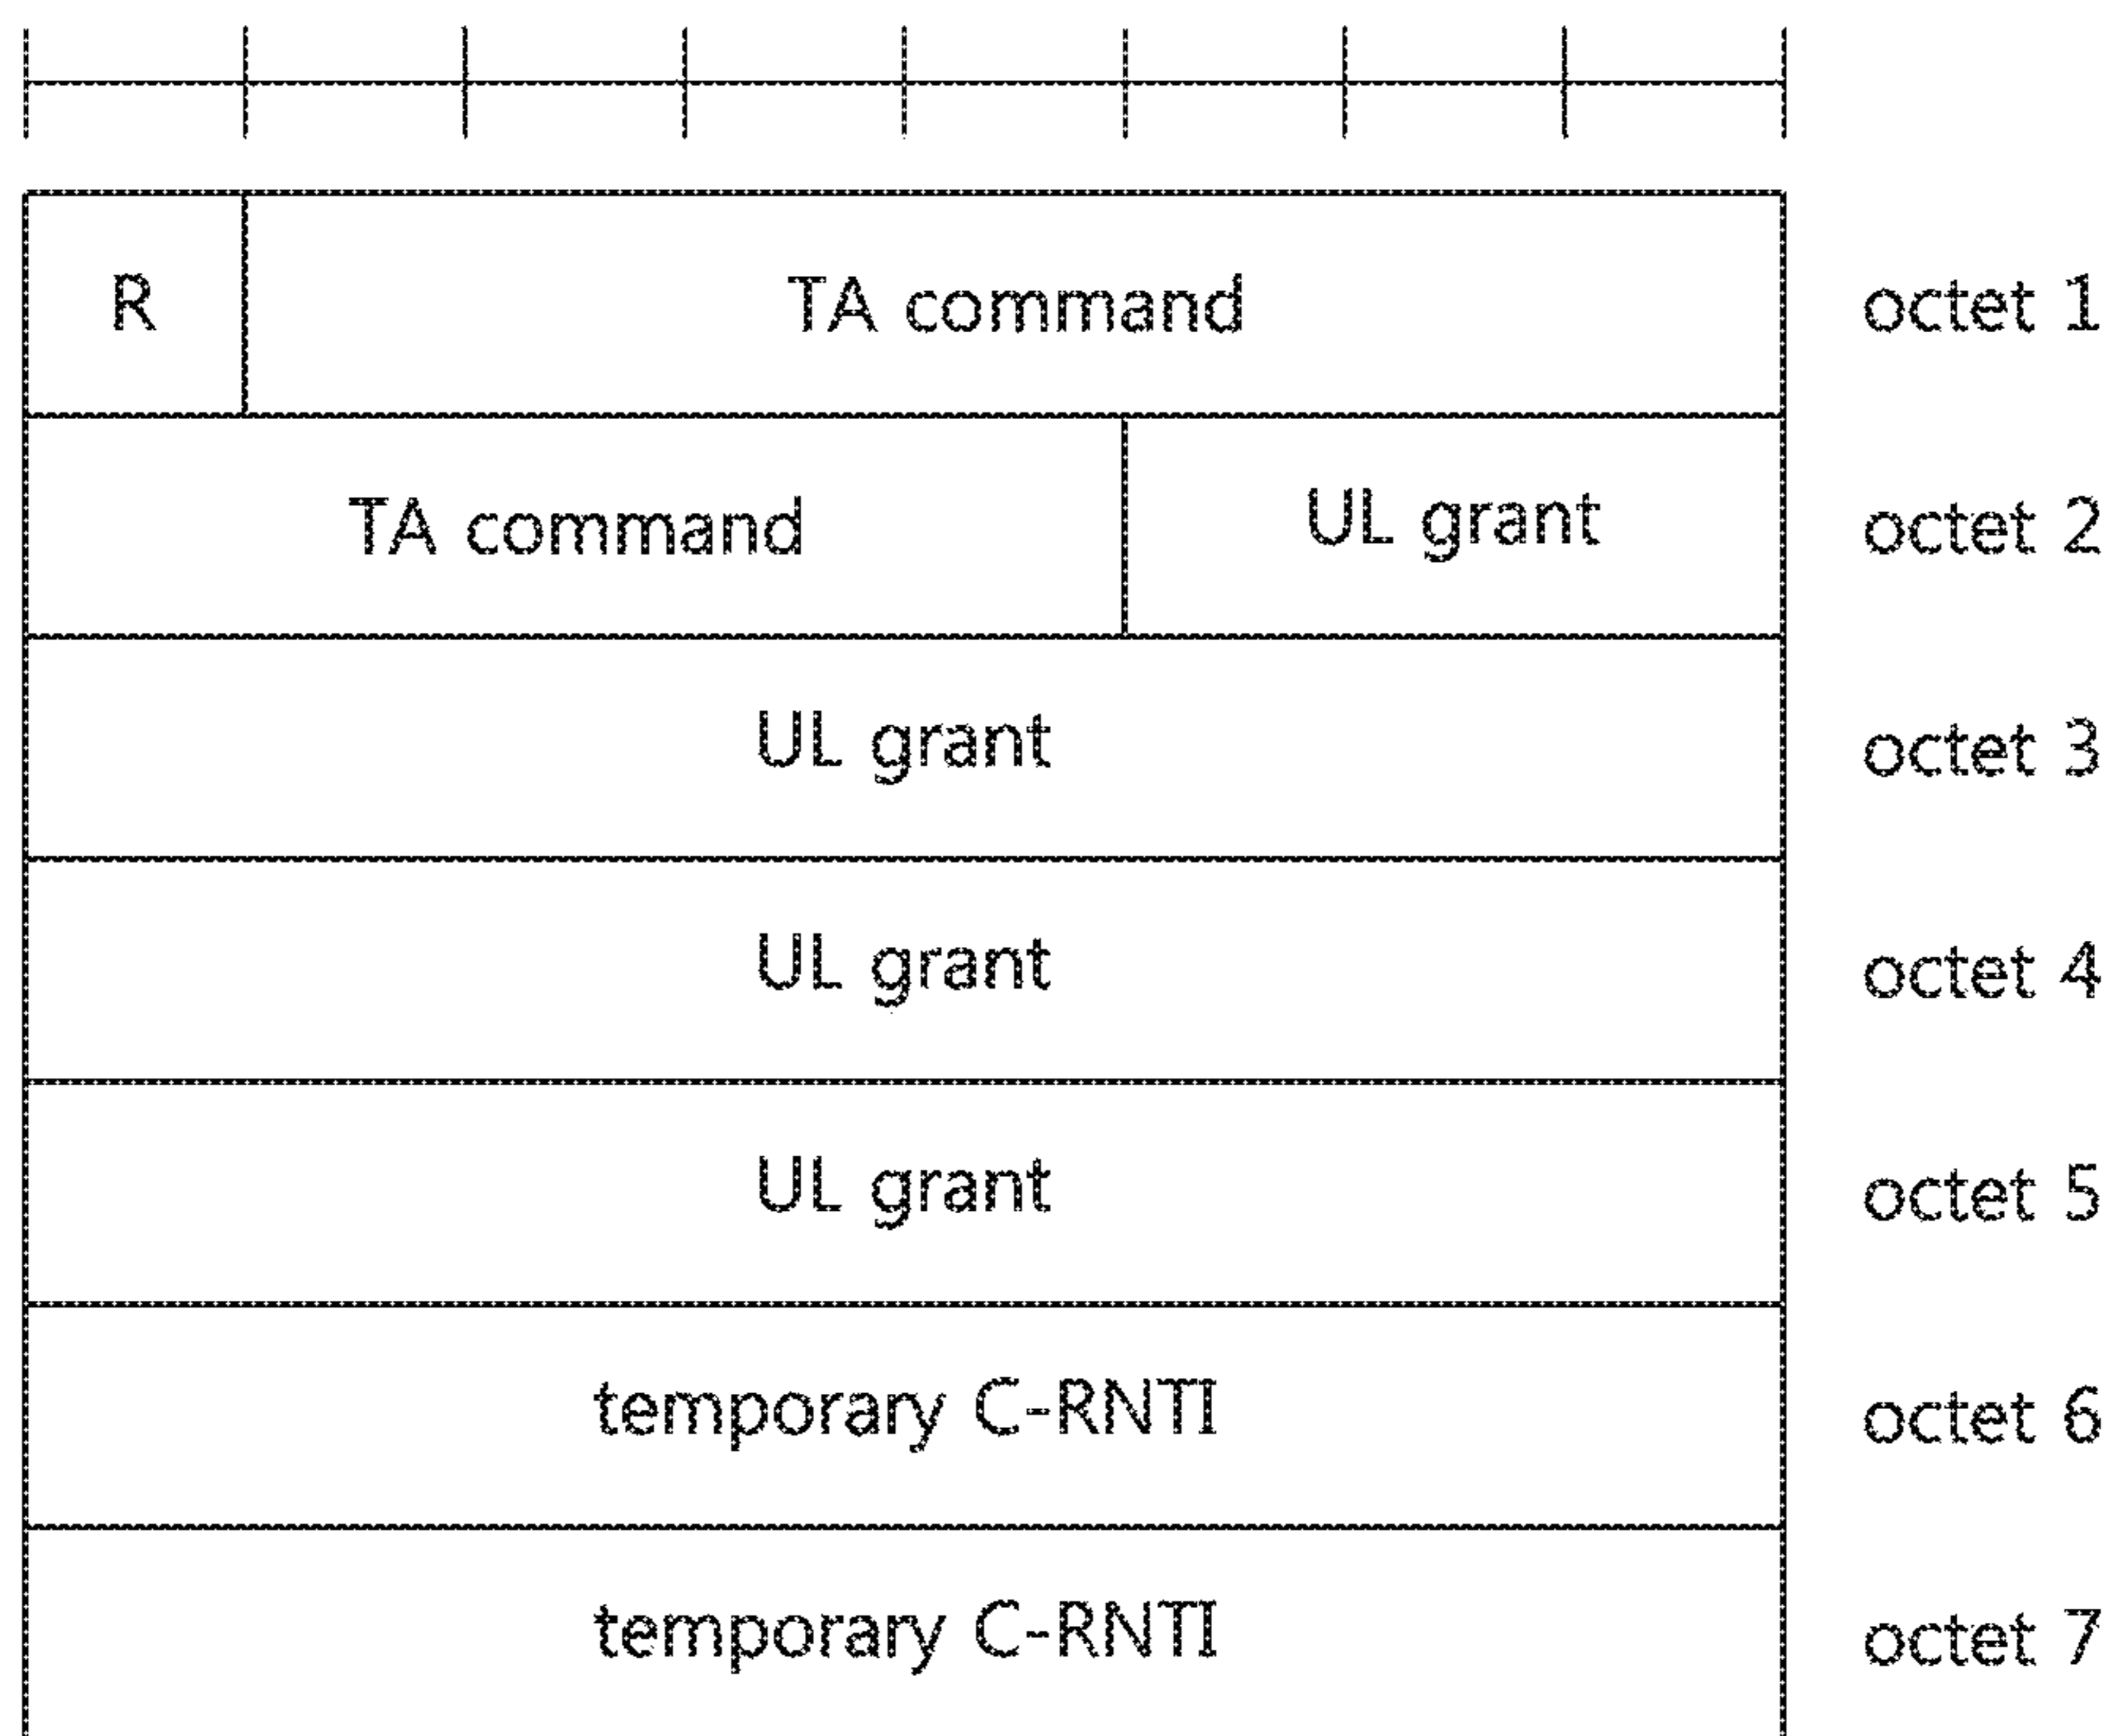 R TA command octet 1
TA command UL grant octet 2
UL grant octet 3
UL grant octet 4
UL grant octet 5
temporary C-RNTI octet 6
temporary C-RNTI octet 7